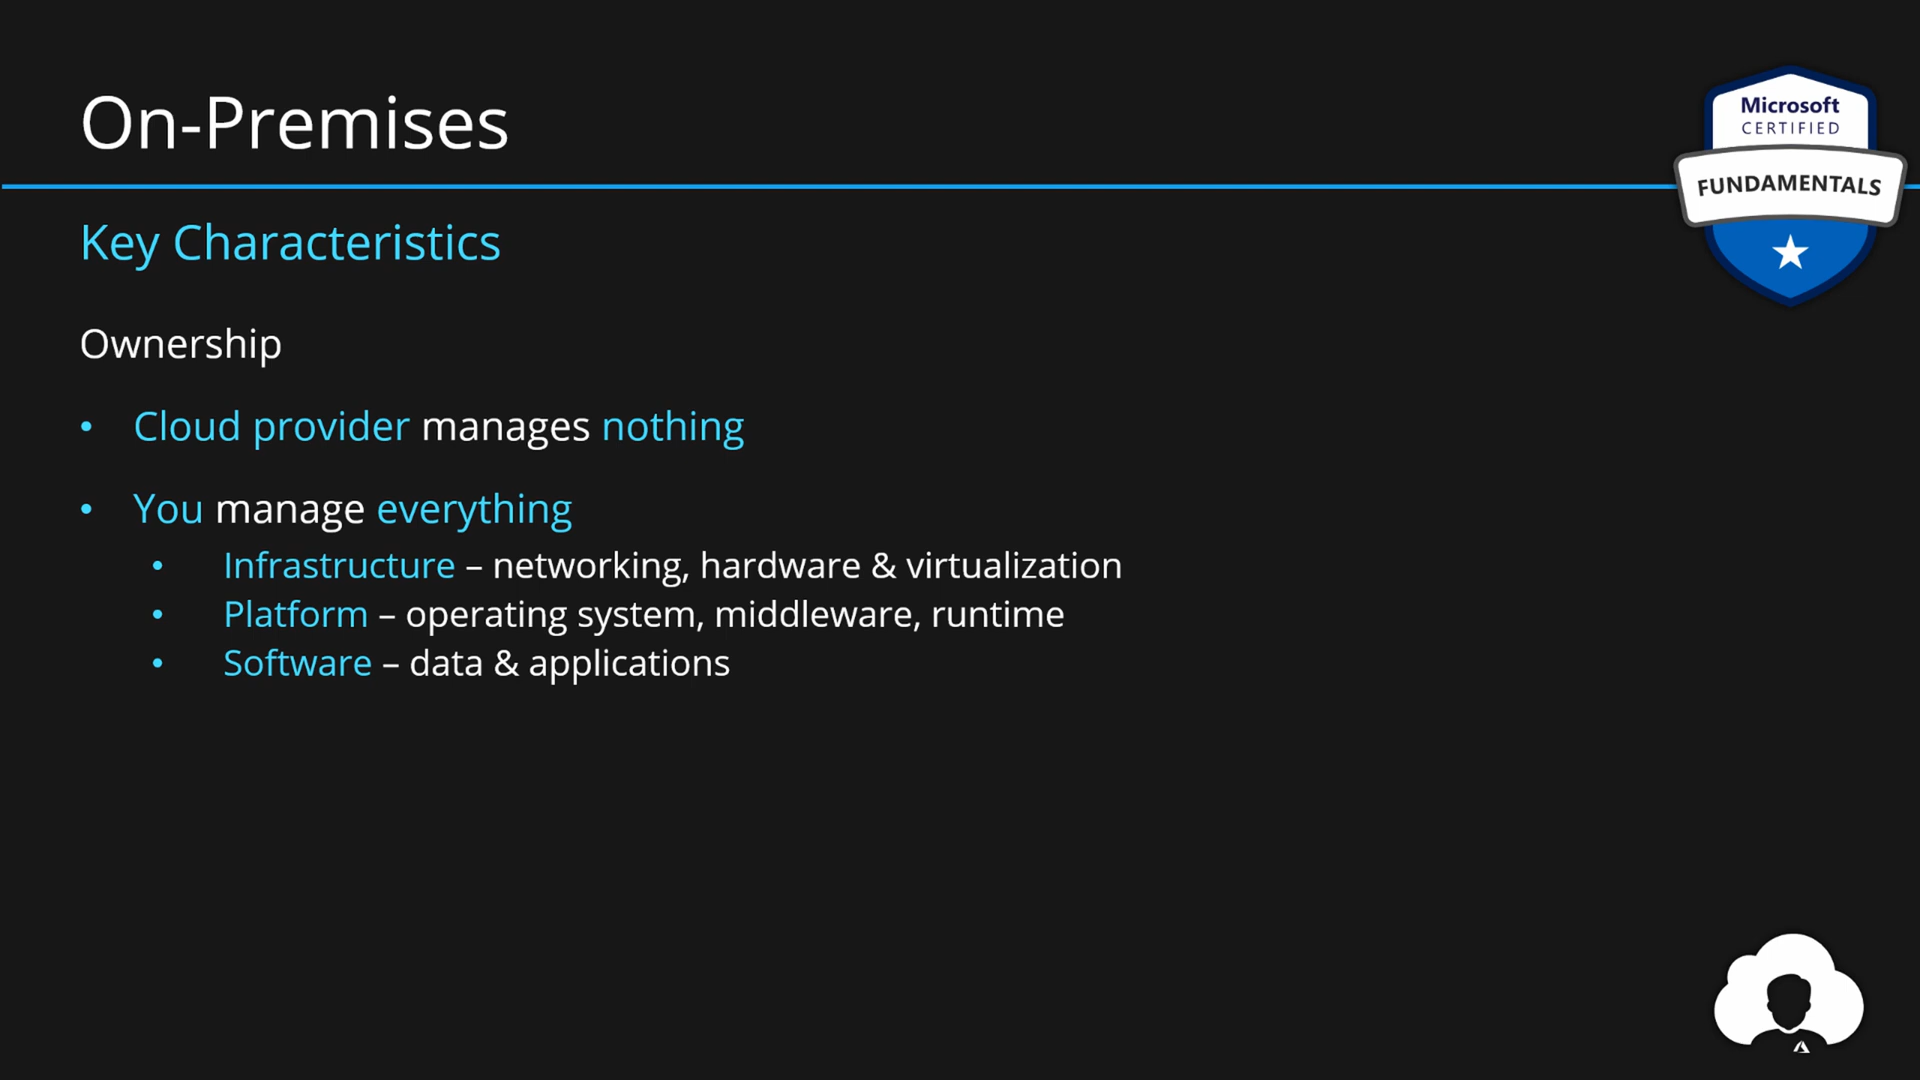 On-Premises
Microsoft
CERTIFIED
FUNDAMENTALS
Key Characteristics
Ownership
• Cloud provider manages nothing
• You manage everything
• Infrastructure – networking, hardware & virtualization
• Platform – operating system, middleware, runtime
• Software – data & applications